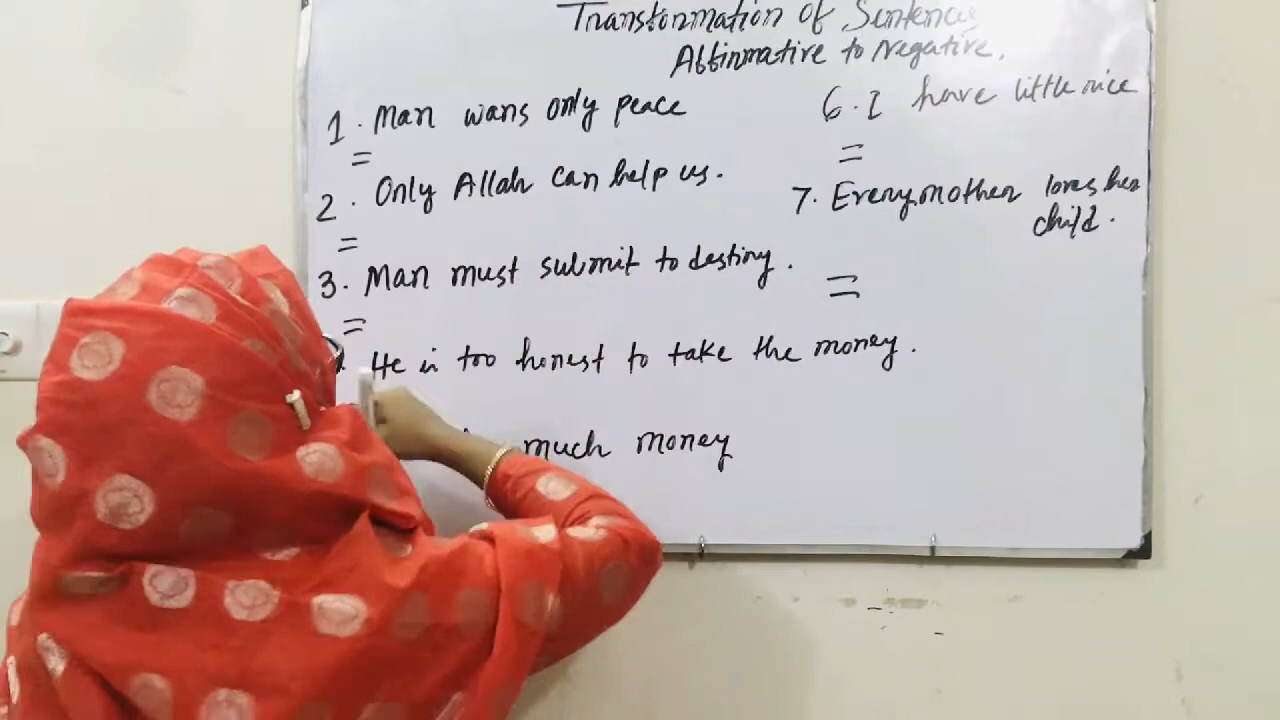 Transformation of Sentences
Affirmative to Negative.
1. Man wans only peace
=
2. Only Allah can help us.
=
3. Man must submit to destiny.
=
He is too honest to take the money.
much money
6. I have little rice
=
7. Every mother loves her
child.
=